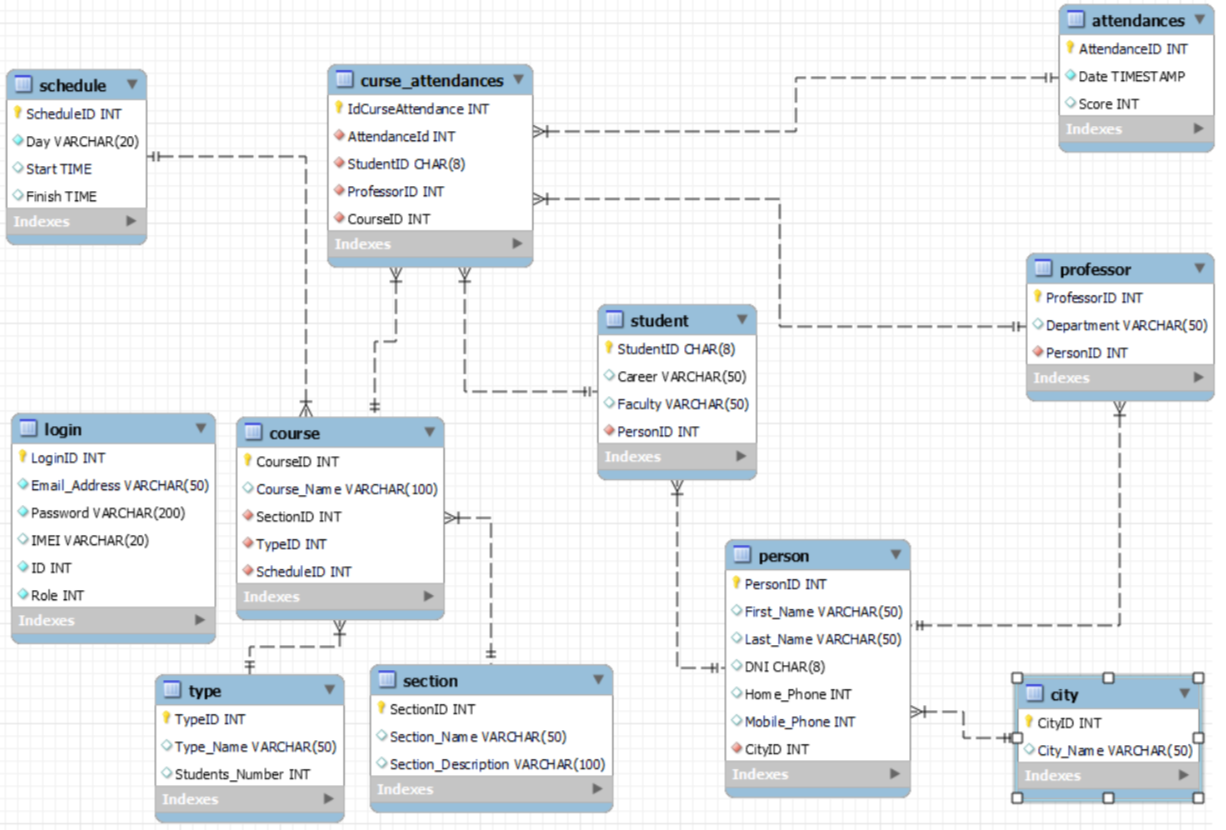 attendances
AttendanceID INT
Date TIMESTAMP
Score INT
Indexes
schedule
ScheduleID INT
Day VARCHAR(20)
Start TIME
Finish TIME
Indexes
curse_attendances
IdCurseAttendance INT
AttendanceId INT
StudentID CHAR(8)
ProfessorID INT
CourseID INT
Indexes
professor
ProfessorID INT
Department VARCHAR(50)
PersonID INT
Indexes
student
StudentID CHAR(8)
Career VARCHAR(50)
Faculty VARCHAR(50)
PersonID INT
Indexes
login
LoginID INT
Email_Address VARCHAR(50)
Password VARCHAR(200)
IMEI VARCHAR(20)
ID INT
Role INT
Indexes
course
CourseID INT
Course_Name VARCHAR(100)
SectionID INT
TypeID INT
ScheduleID INT
Indexes
person
PersonID INT
First_Name VARCHAR(50)
Last_Name VARCHAR(50)
DNI CHAR(8)
Home_Phone INT
Mobile_Phone INT
CityID INT
Indexes
type
TypeID INT
Type_Name VARCHAR(50)
Students_Number INT
Indexes
section
SectionID INT
Section_Name VARCHAR(50)
Section_Description VARCHAR(100)
Indexes
city
CityID INT
City_Name VARCHAR(50)
Indexes